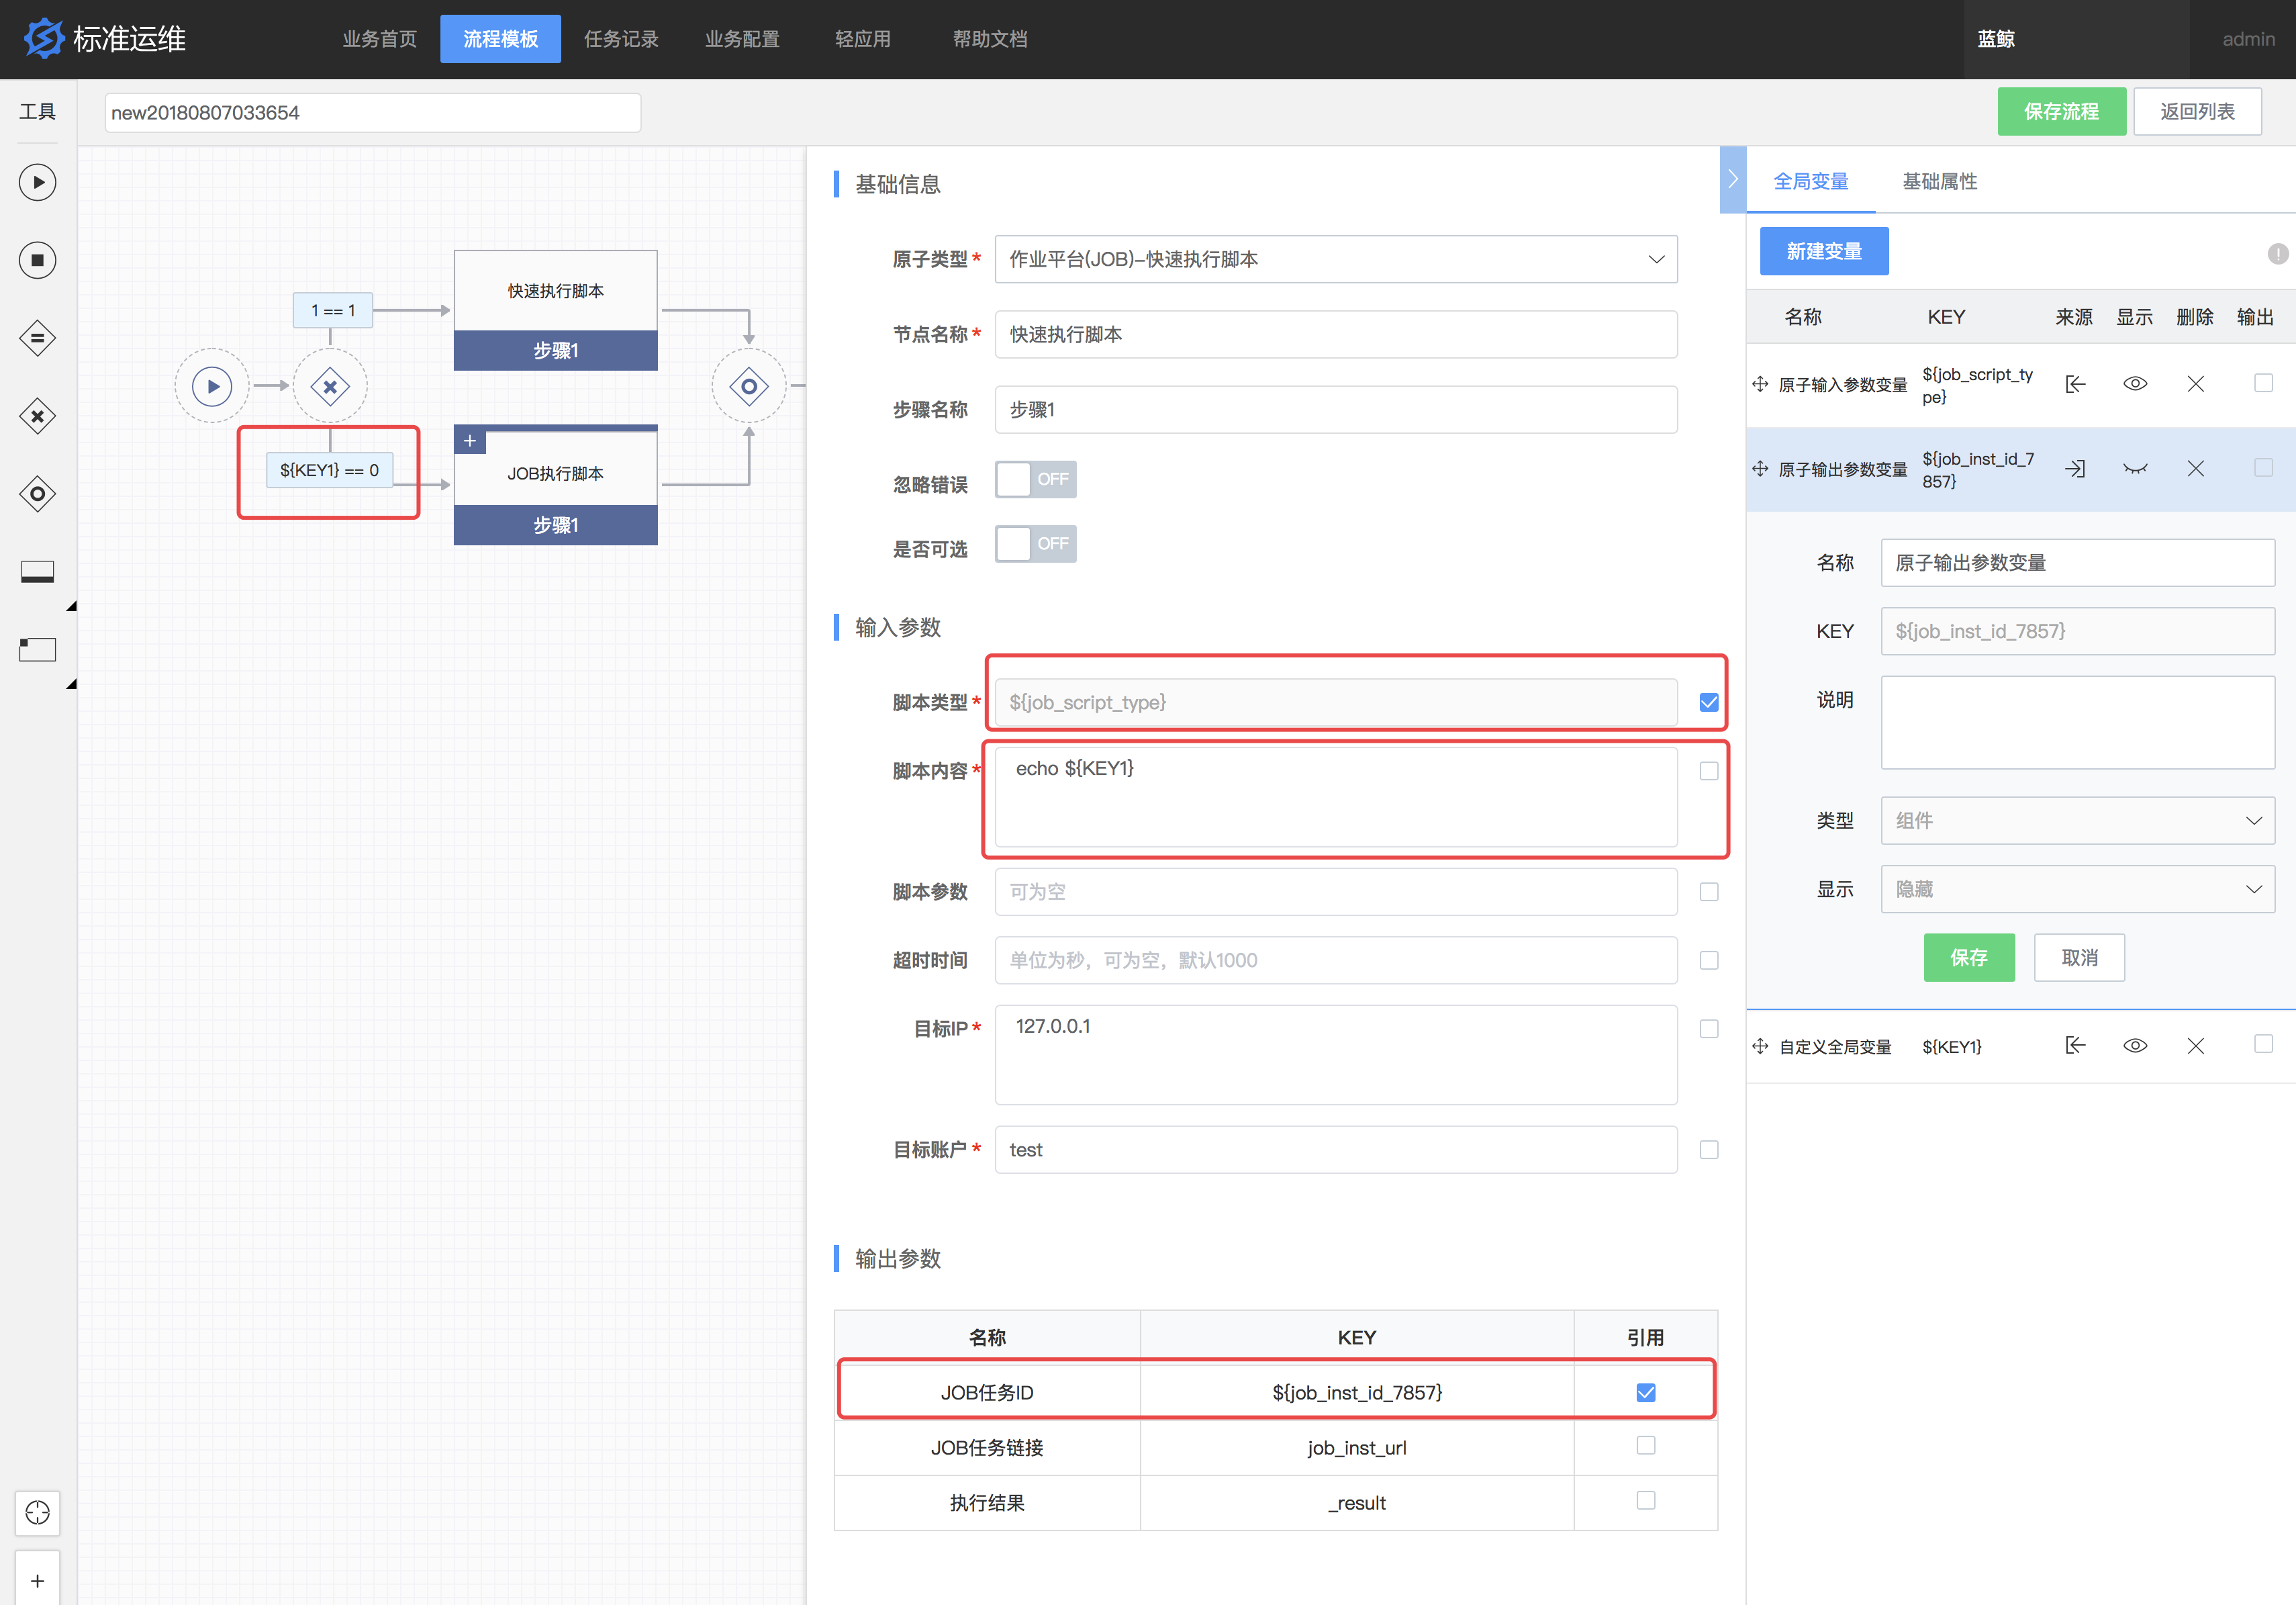 标准运维
业务首页
流程模板
任务记录
业务配置
轻应用
帮助文档
蓝鲸
admin
工具
new20180807033654
保存流程
返回列表
1 == 1
快速执行脚本
步骤1
${KEY1} == 0
JOB执行脚本
步骤1
基础信息
原子类型*
作业平台(JOB)-快速执行脚本
节点名称*
快速执行脚本
步骤名称
步骤1
忽略错误
OFF
是否可选
OFF
输入参数
脚本类型*
${job_script_type}
脚本内容*
echo ${KEY1}
脚本参数
可为空
超时时间
单位为秒，可为空，默认1000
目标IP*
127.0.0.1
目标账户*
test
输出参数
名称 KEY 引用
JOB任务ID ${job_inst_id_7857}
JOB任务链接 job_inst_url
执行结果 _result
全局变量
基础属性
新建变量
名称 KEY 来源 显示 删除 输出
原子输入参数变量
${job_script_ty
pe}
原子输出参数变量
${job_inst_id_7
857}
名称
原子输出参数变量
KEY
${job_inst_id_7857}
说明
类型
组件
显示
隐藏
保存
取消
自定义全局变量
${KEY1}